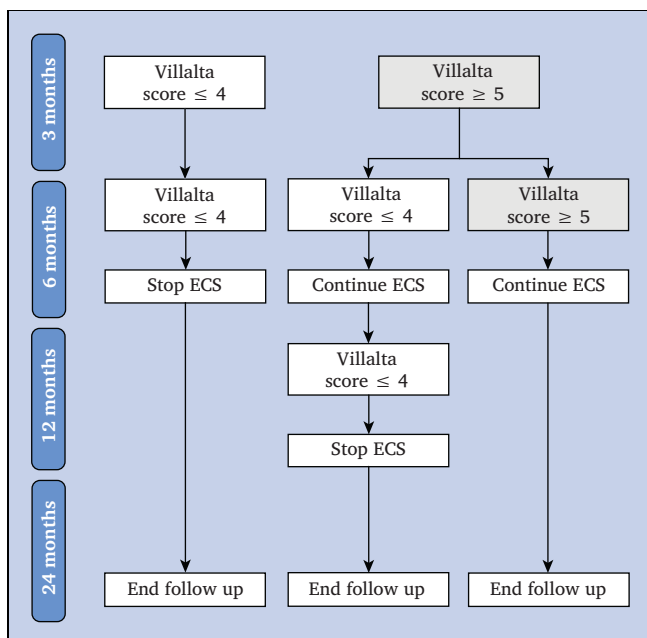 3 months
Villalta
score ≤ 4
Villalta
score ≥ 5
6 months
Villalta
score ≤ 4
Villalta
score ≤ 4
Villalta
score ≥ 5
Stop ECS
Continue ECS
Continue ECS
12 months
Villalta
score ≤ 4
Stop ECS
24 months
End follow up
End follow up
End follow up